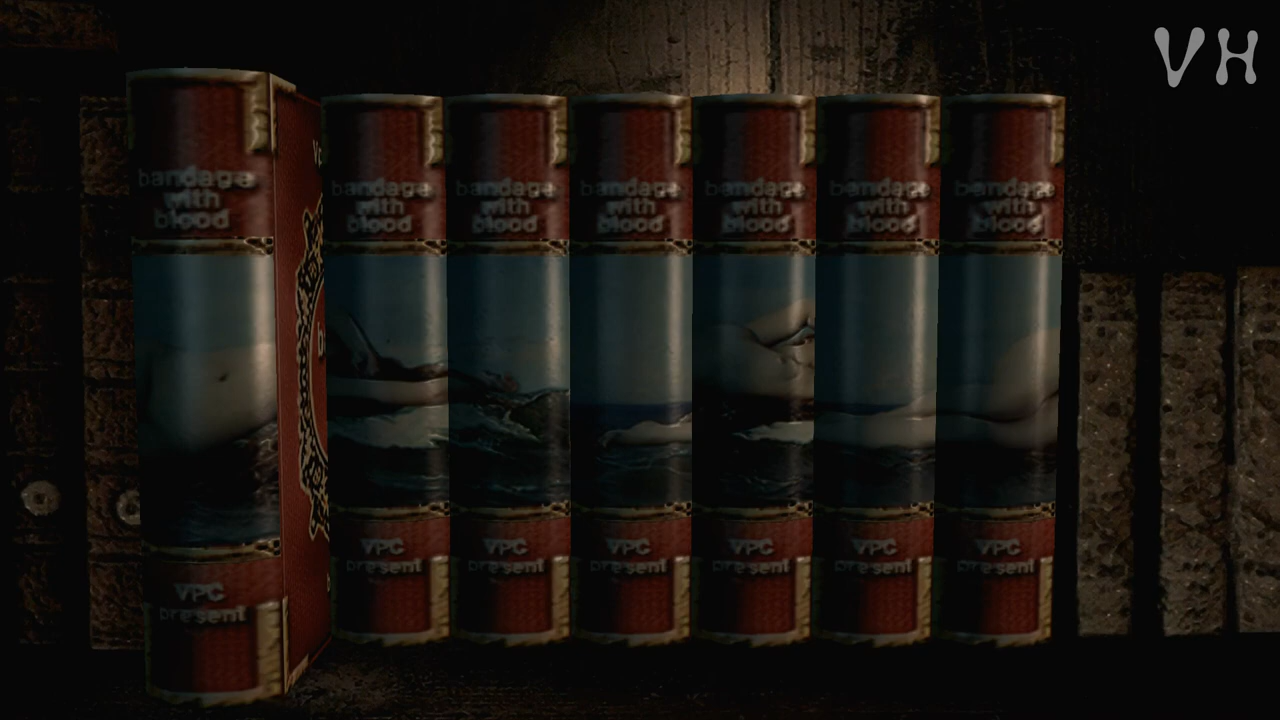 VH
bandage
with
blood
VPC
present
bandage
with
blood
VPC
present
bandage
with
blood
VPC
present
bandage
with
blood
VPC
present
bandage
with
blood
VPC
present
bandage
with
blood
VPC
present
bandage
with
blood
VPC
present